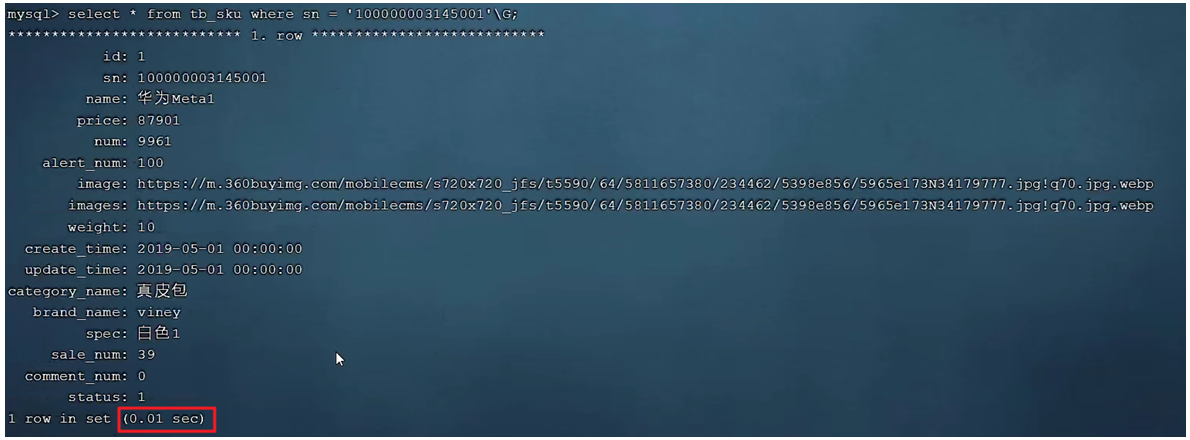 mysql> select * from tb_sku where sn = '100000003145001'\G;
*************************** 1. row ***************************
id: 1
sn: 100000003145001
name: 华为Meta1
price: 87901
num: 9961
alert_num: 100
image: https://m.360buyimg.com/mobilecms/s720x720_jfs/t5590/64/5811657380/234462/5398e856/5965e173N34179777.jpg!q70.jpg.webp
images: https://m.360buyimg.com/mobilecms/s720x720_jfs/t5590/64/5811657380/234462/5398e856/5965e173N34179777.jpg!q70.jpg.webp
weight: 10
create_time: 2019-05-01 00:00:00
update_time: 2019-05-01 00:00:00
category_name: 真皮包
brand_name: viney
spec: 白色1
sale_num: 39
comment_num: 0
status: 1
1 row in set (0.01 sec)